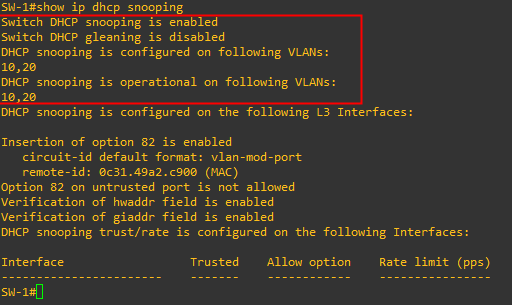 SW-1#show ip dhcp snooping
Switch DHCP snooping is enabled
Switch DHCP gleaning is disabled
DHCP snooping is configured on following VLANs:
10,20
DHCP snooping is operational on following VLANs:
10,20
DHCP snooping is configured on the following L3 Interfaces:

Insertion of option 82 is enabled
   circuit-id default format: vlan-mod-port
   remote-id: 0c31.49a2.c900 (MAC)
Option 82 on untrusted port is not allowed
Verification of hwaddr field is enabled
Verification of giaddr field is enabled
DHCP snooping trust/rate is configured on the following Interfaces:

Interface                  Trusted    Allow option    Rate limit (pps)
-----------------------    -------    ------------    ----------------
SW-1#